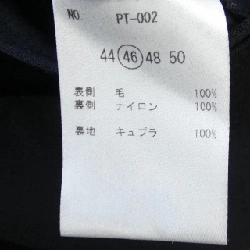 NO. PT-002
44 46 48 50
表側 毛 100%
裏側 ナイロン 100%
裏地 キュプラ 100%